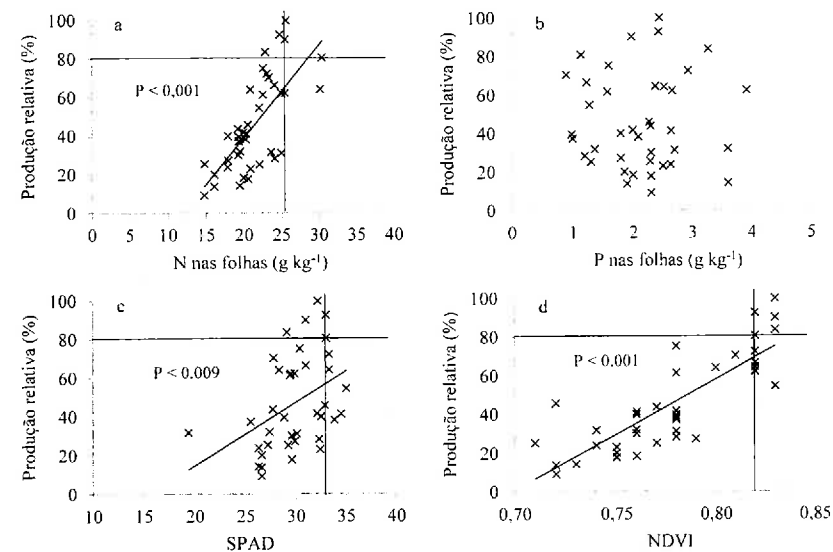 a
Produção relativa (%)
100
80
60
40
20
0
P < 0,001
0 5 10 15 20 25 30 35 40
N nas folhas (g kg⁻¹)
b
Produção relativa (%)
100
80
60
40
20
0
0 1 2 3 4 5
P nas folhas (g kg⁻¹)
c
Produção relativa (%)
100
80
60
40
20
0
P < 0.009
10 15 20 25 30 35 40
SPAD
d
Produção relativa (%)
100
80
60
40
20
0
P < 0.001
0,70 0,75 0,80 0,85
NDVI